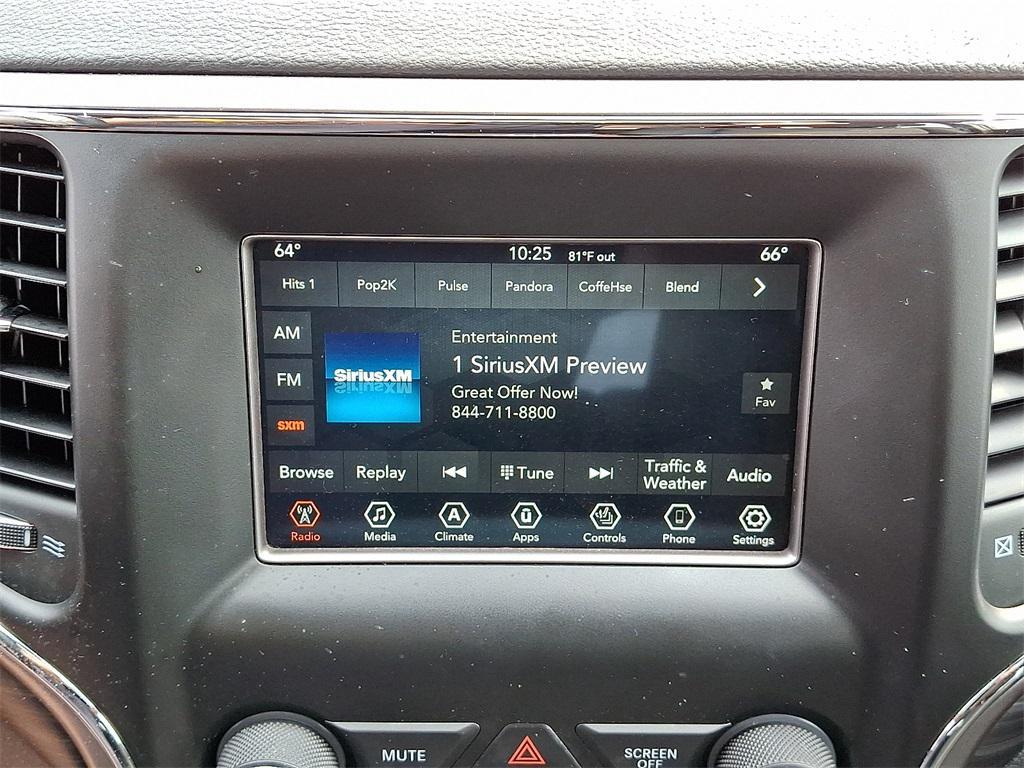 64° 10:25 81°F out 66°
Hits 1 Pop2K Pulse Pandora CoffeHse Blend
AM
FM
sxm
SiriusXM
Entertainment
1 SiriusXM Preview
Great Offer Now!
844-711-8800
Fav
Browse Replay Tune Traffic & Weather Audio
Radio Media Climate Apps Controls Phone Settings
MUTE
SCREEN
OFF